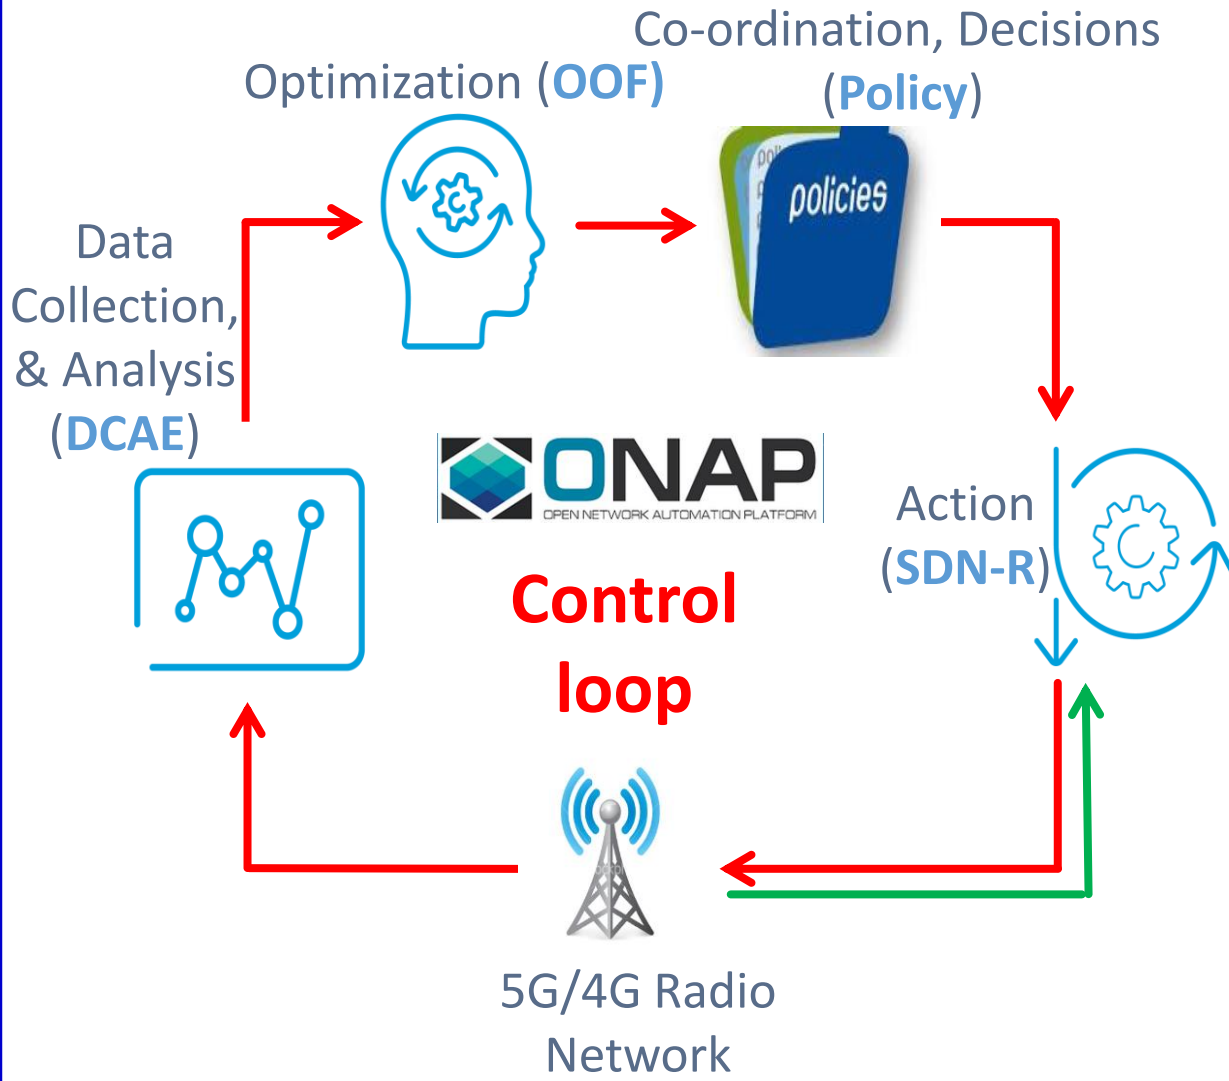 Co-ordination, Decisions
(Policy)
Optimization (OOF)
policies
Data
Collection,
& Analysis
(DCAE)
ONAP
OPEN NETWORK AUTOMATION PLATFORM
Action
(SDN-R)
Control
loop
5G/4G Radio
Network